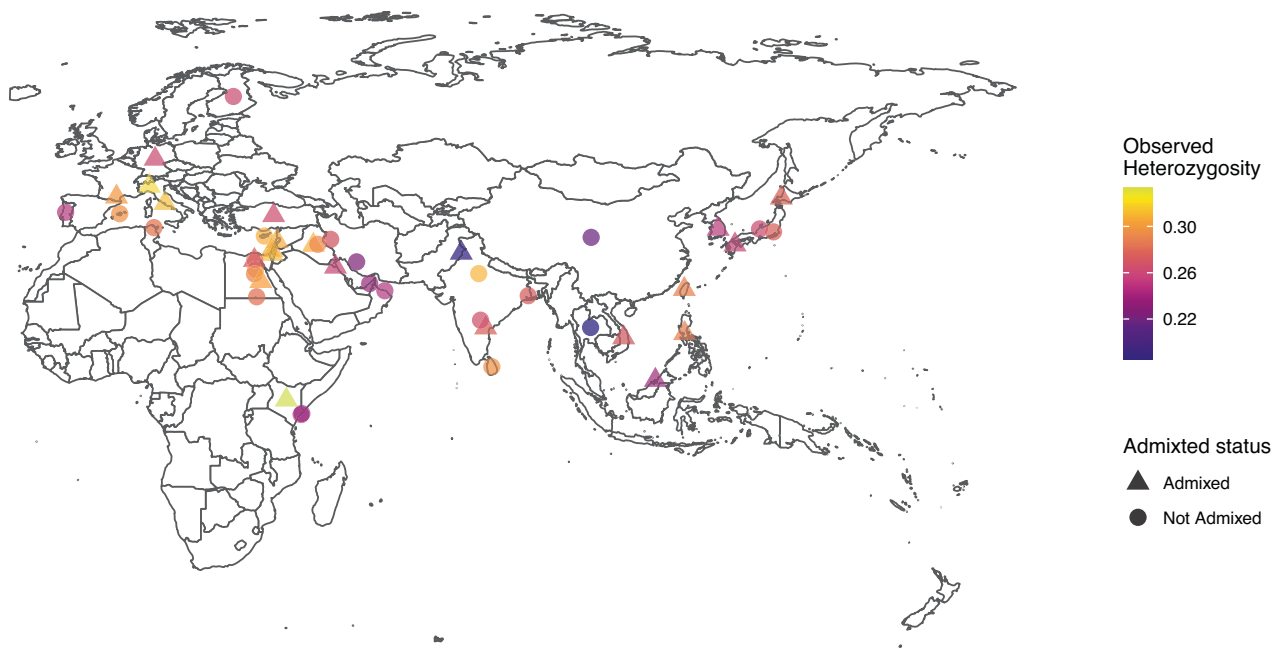 Observed
Heterozygosity
0.30
0.26
0.22
Admixted status
Admixed
Not Admixed